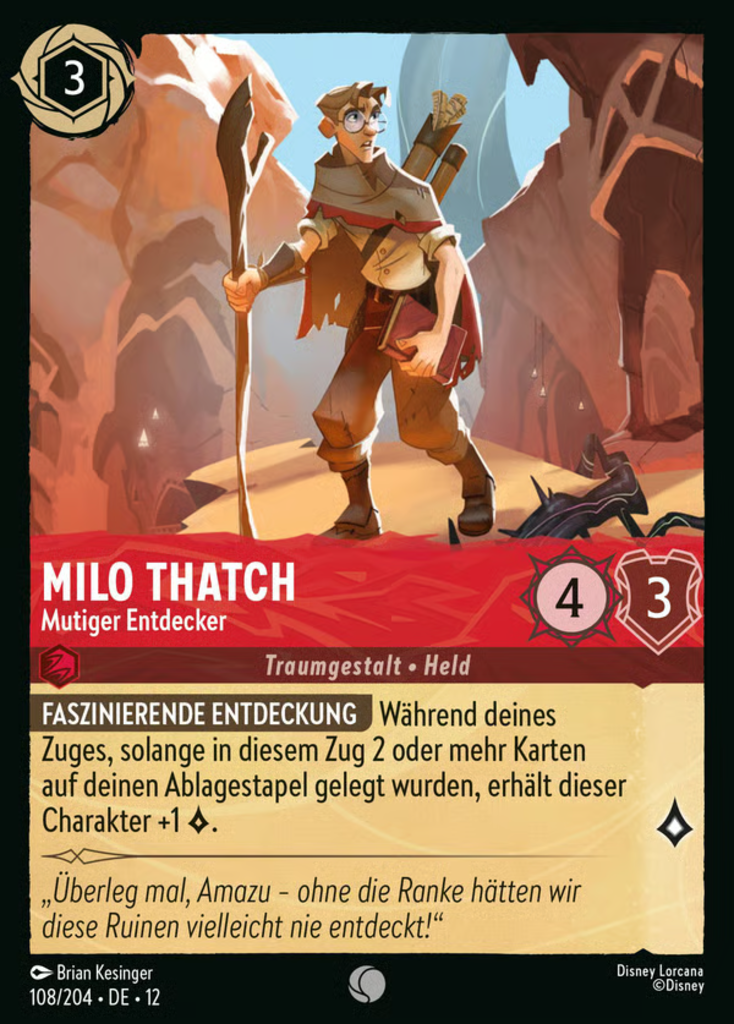 3
MILO THATCH
Mutiger Entdecker
4
3
Traumgestalt • Held
FASZINIERENDE ENTDECKUNG Während deines
Zuges, solange in diesem Zug 2 oder mehr Karten
auf deinen Ablagestapel gelegt wurden, erhält dieser
Charakter +1 .
„Überleg mal, Amazu – ohne die Ranke hätten wir
diese Ruinen vielleicht nie entdeckt!“
Brian Kesinger
108/204 • DE • 12
Disney Lorcana
©Disney